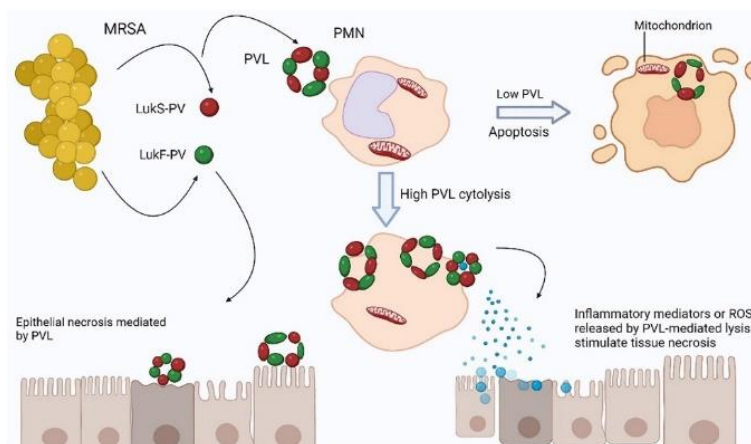 MRSA
PMN
PVL
LukS-PV
LukF-PV
Mitochondrion
Low PVL
Apoptosis
High PVL cytolysis
Epithelial necrosis mediated
by PVL
Inflammatory mediators or ROS
released by PVL-mediated lysis
stimulate tissue necrosis